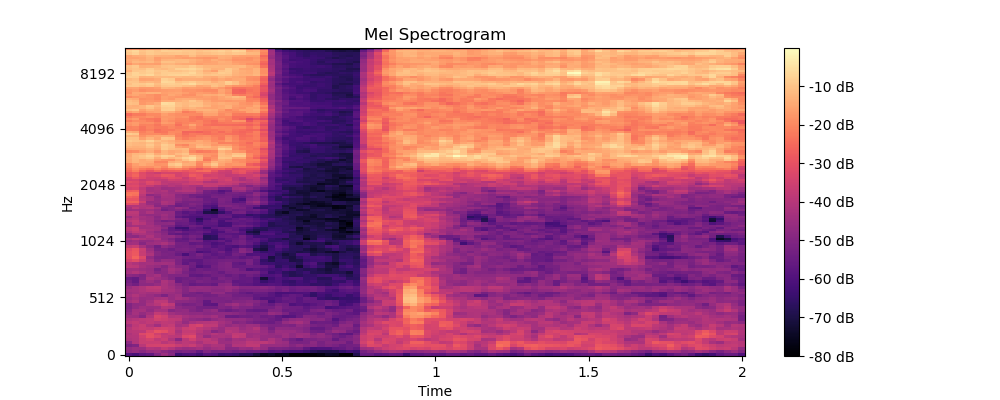 Mel Spectrogram
8192
4096
2048
1024
512
0
Hz
0
0.5
1
1.5
2
Time
-10 dB
-20 dB
-30 dB
-40 dB
-50 dB
-60 dB
-70 dB
-80 dB